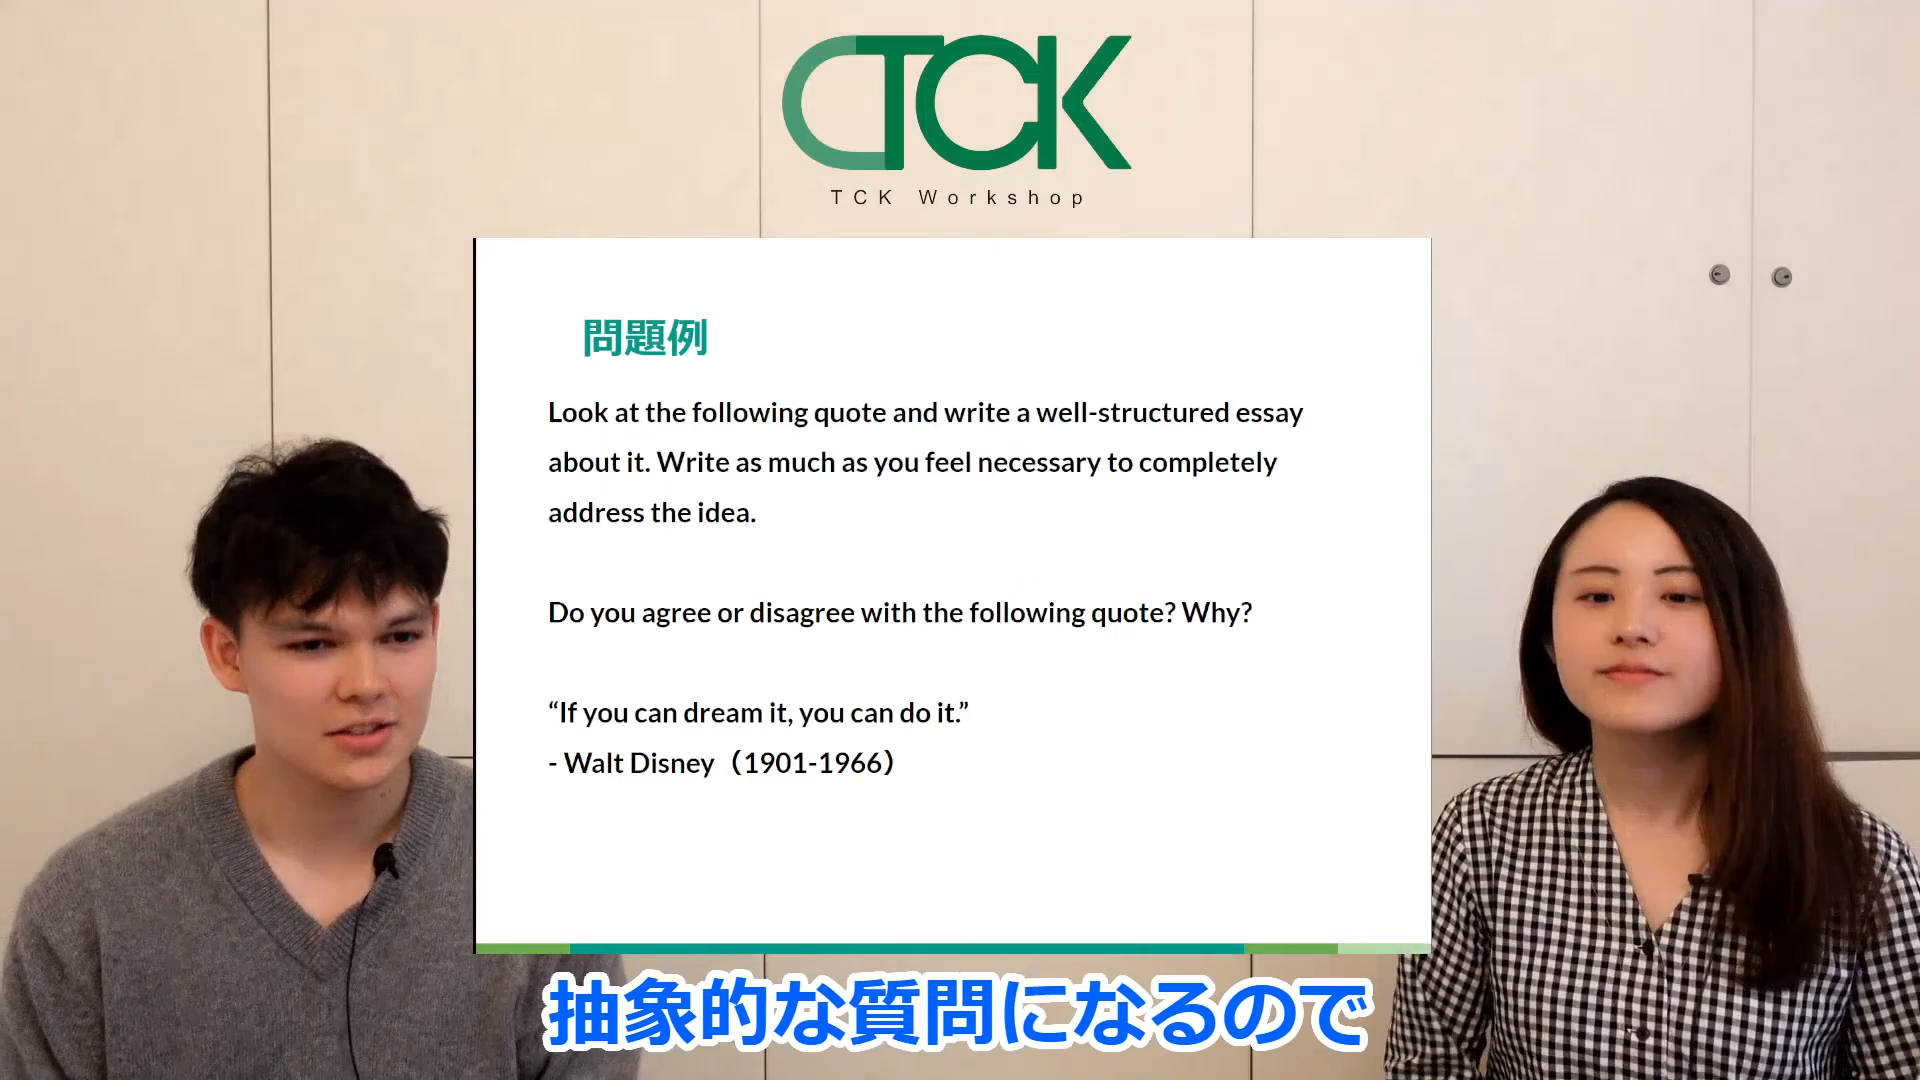 TCK
TCK Workshop
問題例
Look at the following quote and write a well-structured essay
about it. Write as much as you feel necessary to completely
address the idea.
Do you agree or disagree with the following quote? Why?
“If you can dream it, you can do it.”
- Walt Disney（1901-1966）
抽象的な質問になるので